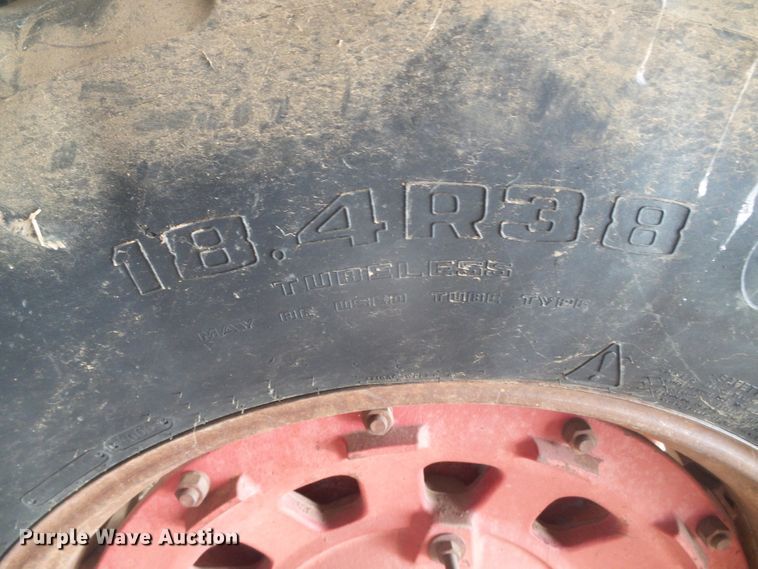 18.4R38
TUBELESS
MAY BE USED TUBE TYPE
Purple Wave Auction